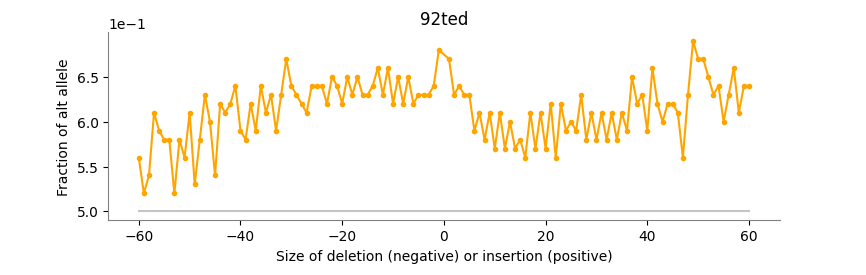 92ted
1e−1
Fraction of alt allele
6.5
6.0
5.5
5.0
−60 −40 −20 0 20 40 60
Size of deletion (negative) or insertion (positive)